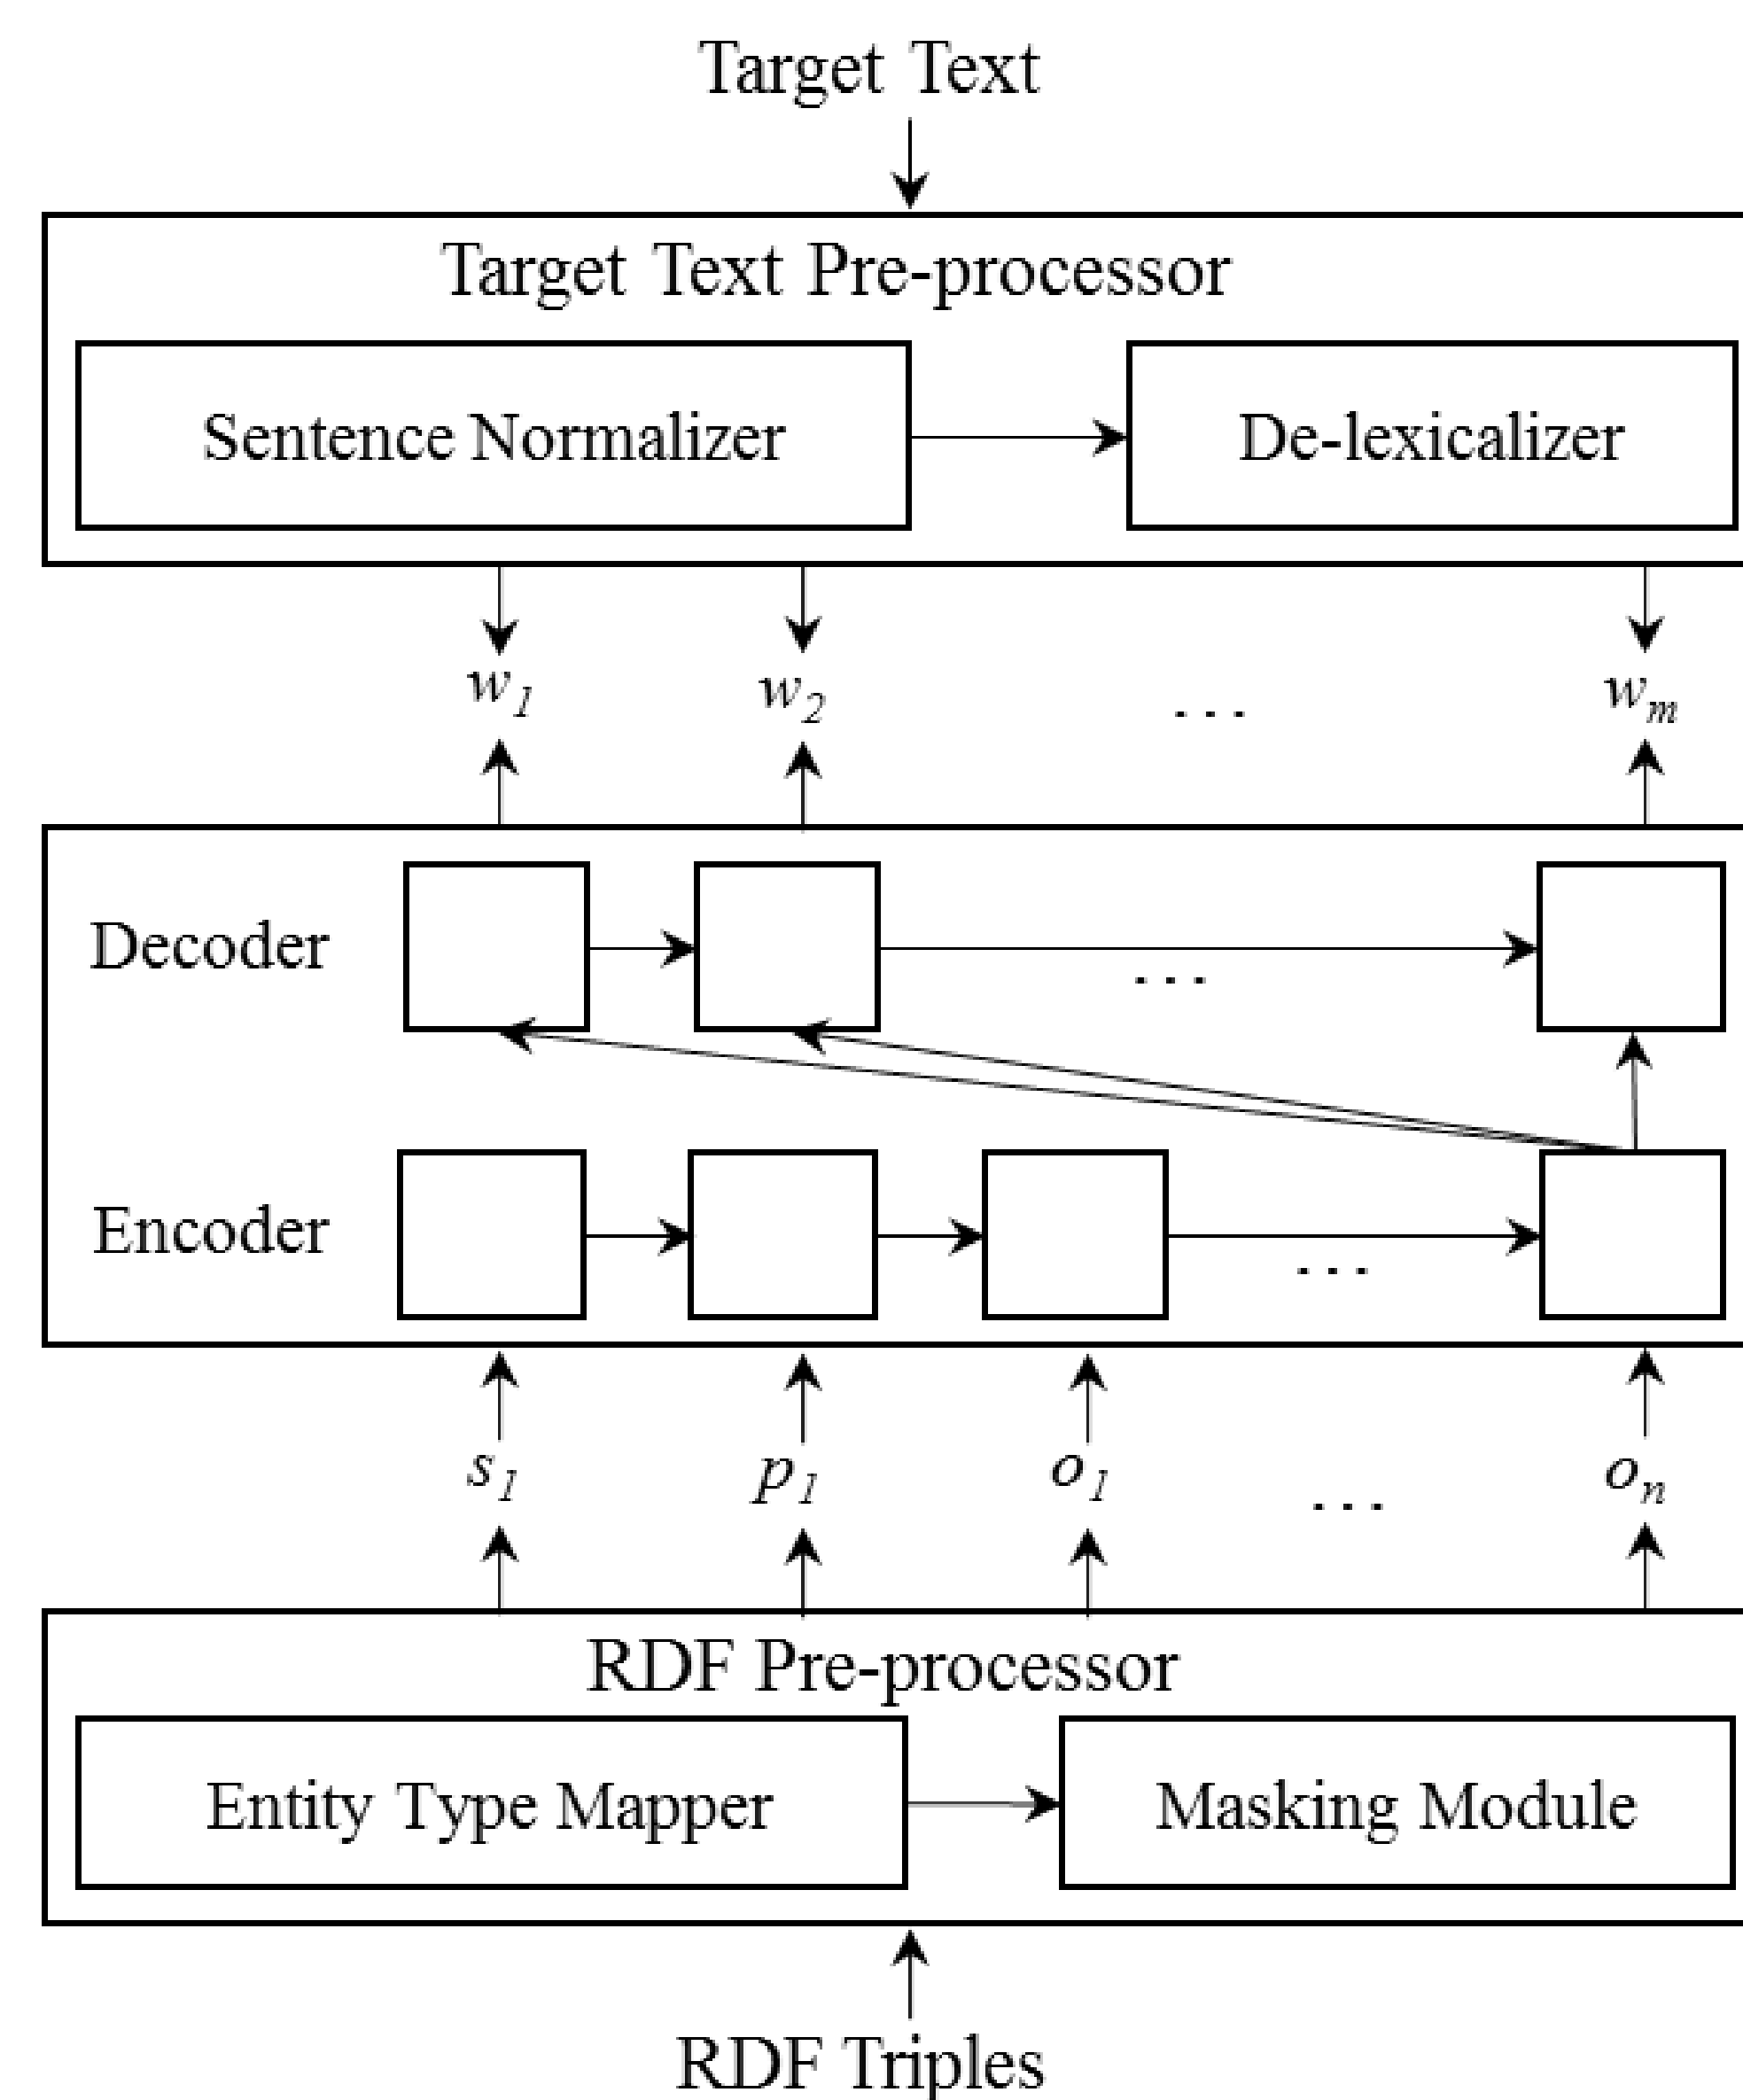 Target Text
Target Text Pre-processor
Sentence Normalizer De-lexicalizer
w1 w2 ... wm
Decoder
...
Encoder
...
s1 p1 o1 ... on
RDF Pre-processor
Entity Type Mapper Masking Module
RDF Triples